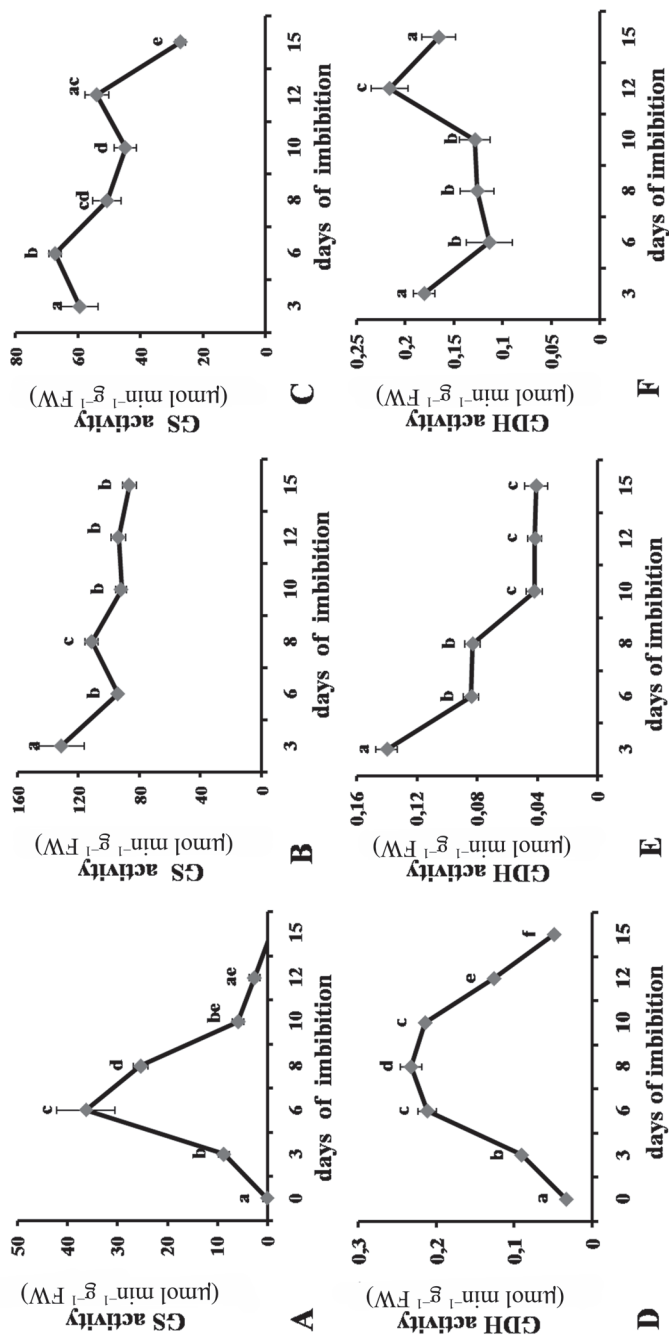 A
GS activity
(μmol min⁻¹ g⁻¹ FW)
50
40
30
20
10
0
a
b
c
d
be
ae
0 3 6 8 10 12 15
days of imbibition
B
GS activity
(μmol min⁻¹ g⁻¹ FW)
160
120
80
40
0
a
b
c
b
b
b
3 6 8 10 12 15
days of imbibition
C
GS activity
(μmol min⁻¹ g⁻¹ FW)
80
60
40
20
0
a
b
cd
d
ac
e
3 6 8 10 12 15
days of imbibition
D
GDH activity
(μmol min⁻¹ g⁻¹ FW)
0,3
0,2
0,1
0
a
b
c
d
c
e
f
0 3 6 8 10 12 15
days of imbibition
E
GDH activity
(μmol min⁻¹ g⁻¹ FW)
0,16
0,12
0,08
0,04
0
a
b
b
c
c
c
3 6 8 10 12 15
days of imbibition
F
GDH activity
(μmol min⁻¹ g⁻¹ FW)
0,25
0,2
0,15
0,1
0,05
0
a
b
b
b
c
a
3 6 8 10 12 15
days of imbibition